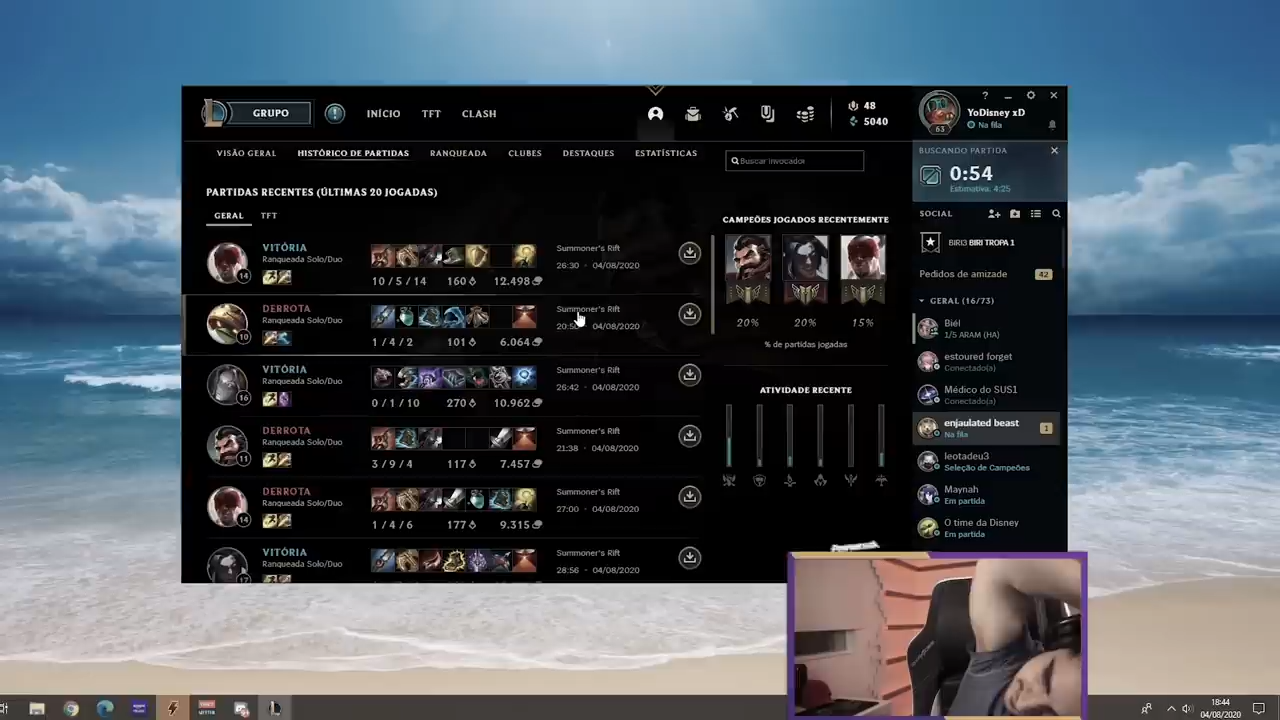 GRUPO
INÍCIO
TFT
CLASH
48
5040
?
53
YoDisney xD
Na fila
VISÃO GERAL
HISTÓRICO DE PARTIDAS
RANQUEADA
CLUBES
DESTAQUES
ESTATÍSTICAS
Buscar invocador
BUSCANDO PARTIDA
0:54
Estimativa: 4:25
PARTIDAS RECENTES (ÚLTIMAS 20 JOGADAS)
GERAL
TFT
VITÓRIA
Ranqueada Solo/Duo
14
10 / 5 / 14
160
12.498
Summoner's Rift
26:30 · 04/08/2020
DERROTA
Ranqueada Solo/Duo
10
1 / 4 / 2
101
6.064
Summoner's Rift
04/08/2020
VITÓRIA
Ranqueada Solo/Duo
16
0 / 1 / 10
270
10.962
Summoner's Rift
26:42 · 04/08/2020
DERROTA
Ranqueada Solo/Duo
11
3 / 9 / 4
117
7.457
Summoner's Rift
21:38 · 04/08/2020
DERROTA
Ranqueada Solo/Duo
14
1 / 4 / 6
177
9.315
Summoner's Rift
27:00 · 04/08/2020
VITÓRIA
Ranqueada Solo/Duo
17
Summoner's Rift
28:56 · 04/08/2020
CAMPEÕES JOGADOS RECENTEMENTE
20%
20%
15%
% de partidas jogadas
ATIVIDADE RECENTE
SOCIAL
BIRI3 BIRI TROPA 1
Pedidos de amizade
42
GERAL (16/73)
Biél
1/5 ARAM (HA)
estoured forget
Conectado(a)
Médico do SUS1
Conectado(a)
enjaulated beast
Na fila
1
leotadeu3
Seleção de Campeões
Maynah
Em partida
O time da Disney
Em partida
18:44
04/08/2020